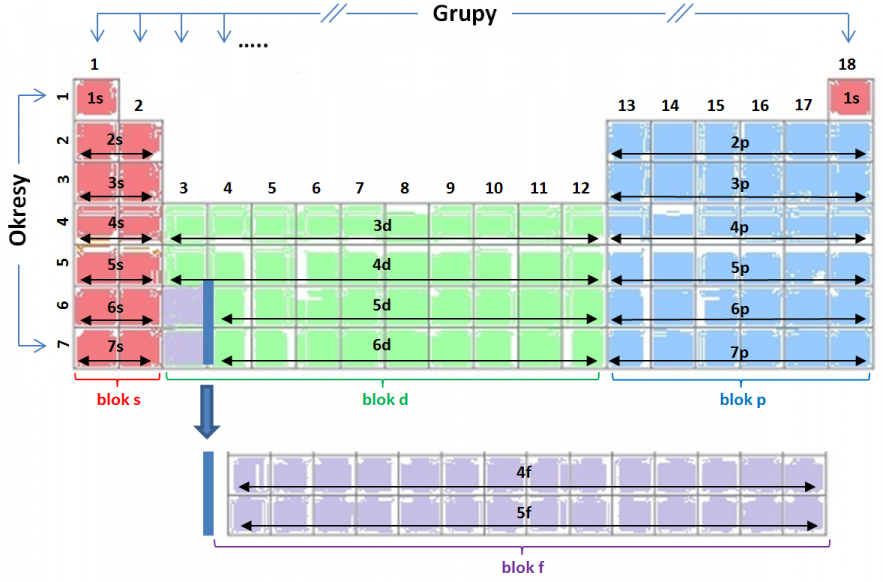 Grupy
.....
1 18
Okresy
1 1s 1s
2 13 14 15 16 17
2 2s 2p
3 3s 3p
3 4 5 6 7 8 9 10 11 12
4 4s 3d 4p
5 5s 4d 5p
6 6s 5d 6p
7 7s 6d 7p
blok s blok d blok p
4f
5f
blok f